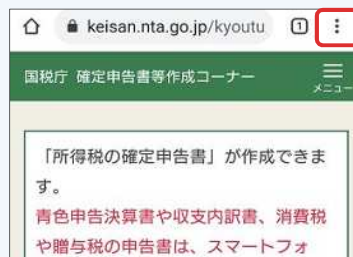 keisan.nta.go.jp/kyoutu 1
国税庁 確定申告書等作成コーナー
メニュー
「所得税の確定申告書」が作成できま
す。
青色申告決算書や収支内訳書、消費税
や贈与税の申告書は、スマートフォ